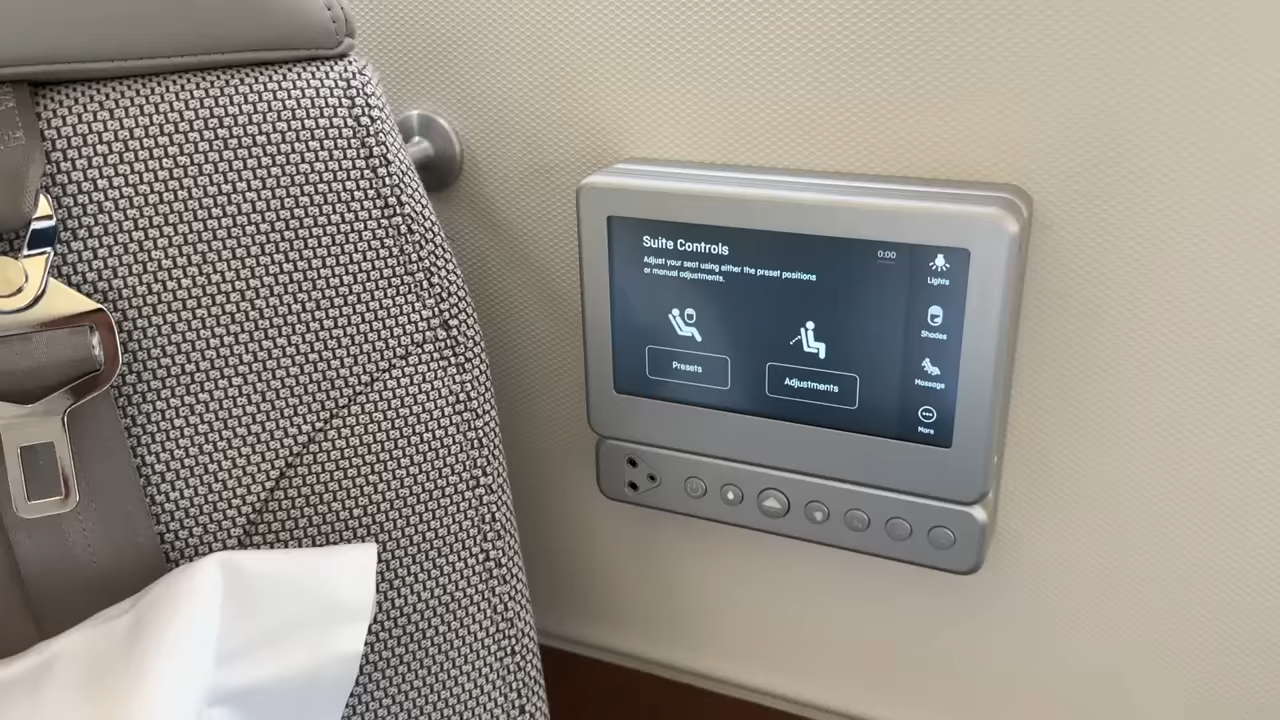 Suite Controls
0:00
Adjust your seat using either the preset positions
or manual adjustments.
Presets
Adjustments
Lights
Shades
Massage
More